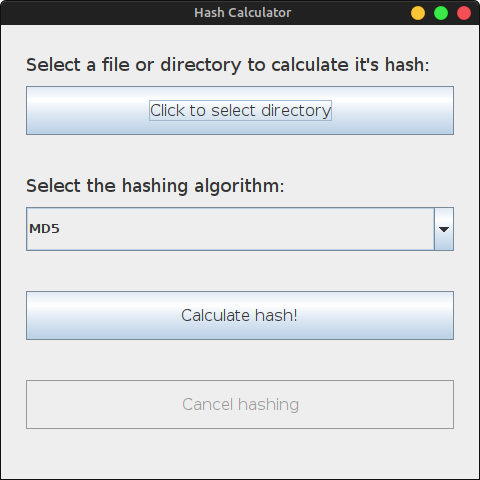 Hash Calculator
Select a file or directory to calculate it's hash:
Click to select directory
Select the hashing algorithm:
MD5
Calculate hash!
Cancel hashing